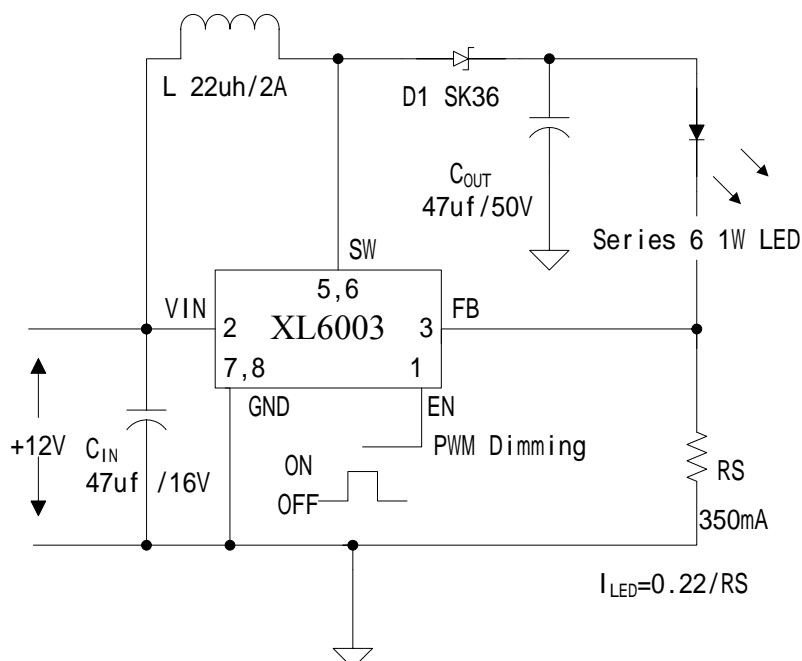 L 22uh/2A
D1 SK36
COUT
47uf/50V
Series 6 1W LED
SW
VIN
5,6
FB
2
XL6003
3
7,8
1
GND
EN
+12V
CIN
47uf /16V
PWM Dimming
ON
OFF
RS
350mA
ILED=0.22/RS